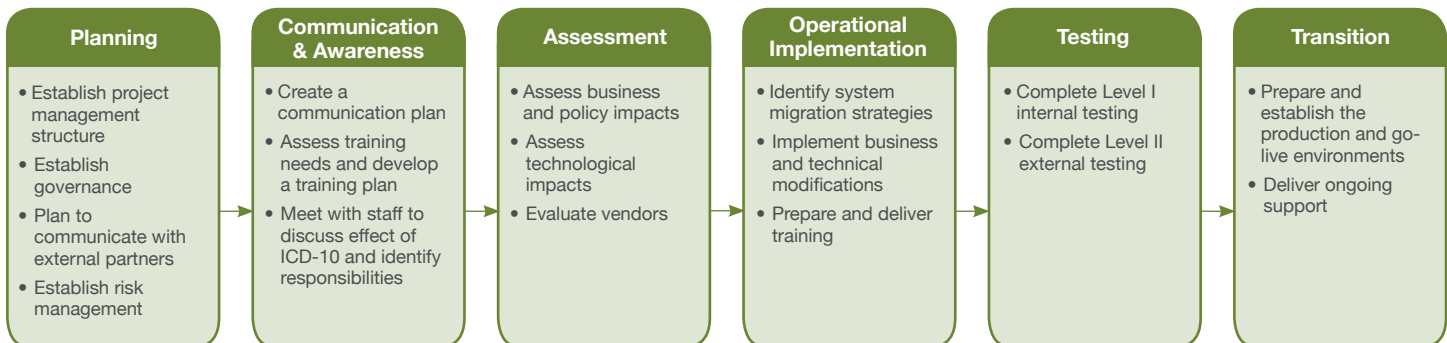 Planning
• Establish project
management
structure
• Establish
governance
• Plan to
communicate with
external partners
• Establish risk
management
Communication
& Awareness
• Create a
communication plan
• Assess training
needs and develop
a training plan
• Meet with staff to
discuss effect of
ICD-10 and identify
responsibilities
Assessment
• Assess business
and policy impacts
• Assess
technological
impacts
• Evaluate vendors
Operational
Implementation
• Identify system
migration strategies
• Implement business
and technical
modifications
• Prepare and deliver
training
Testing
• Complete Level I
internal testing
• Complete Level II
external testing
Transition
• Prepare and
establish the
production and go-
live environments
• Deliver ongoing
support